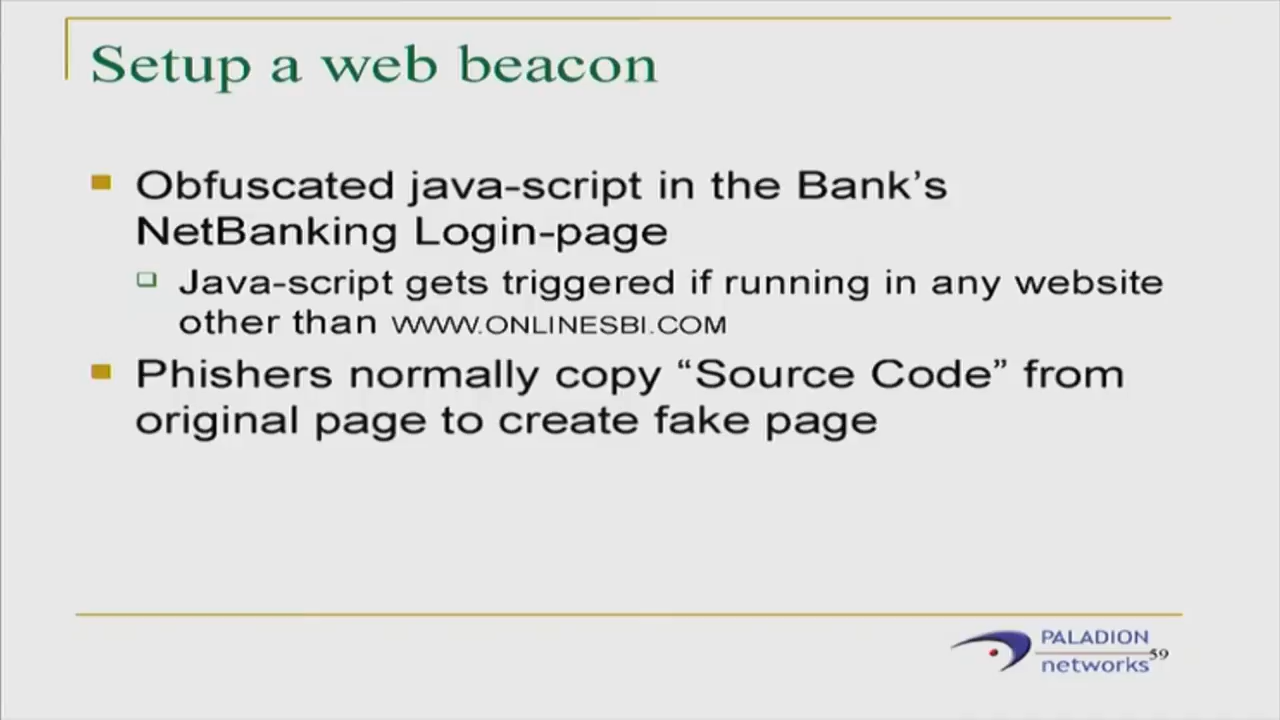 Setup a web beacon
Obfuscated java-script in the Bank's
NetBanking Login-page
Java-script gets triggered if running in any website
other than WWW.ONLINESBI.COM
Phishers normally copy “Source Code” from
original page to create fake page
PALADION
networks
59